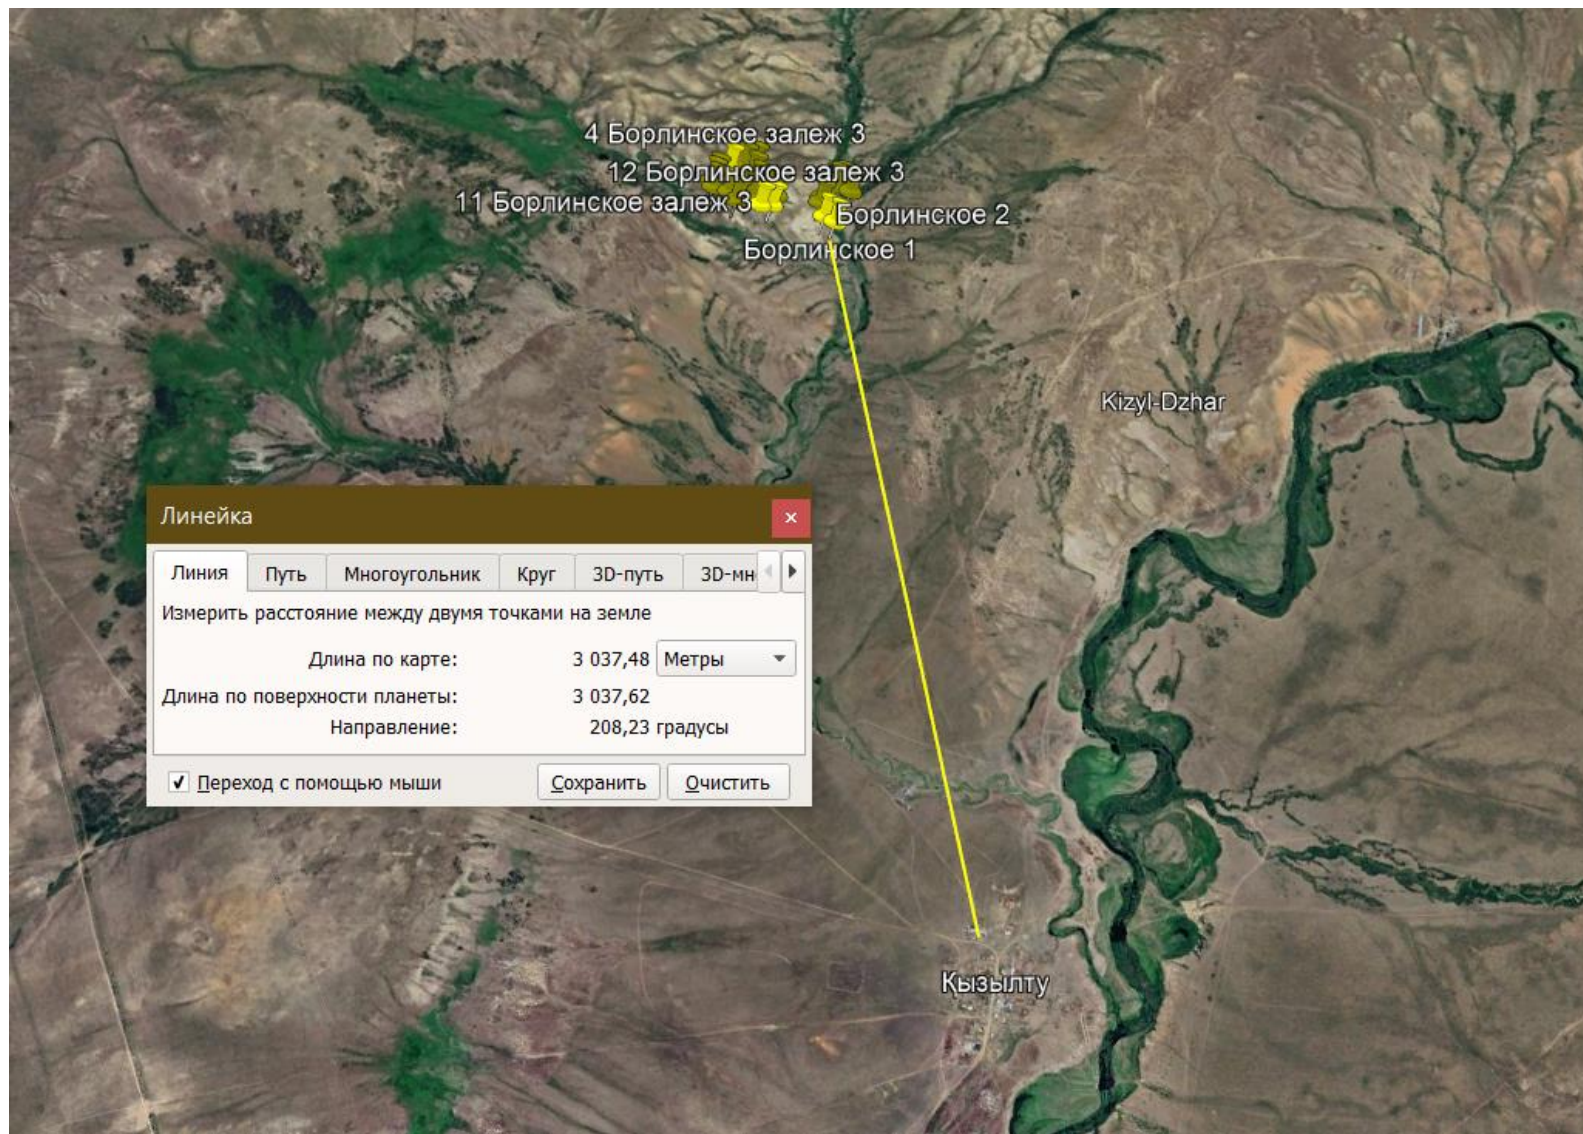 4 Борлинское залеж 3
12 Борлинское залеж 3
11 Борлинское залеж 3
Борлинское 2
Борлинское 1
Kizyl-Dzhar
Линейка
Линия Путь Многоугольник Круг 3D-путь 3D-мн
Измерить расстояние между двумя точками на земле
Длина по карте: 3 037,48 Метры
Длина по поверхности планеты: 3 037,62
Направление: 208,23 градусы
Переход с помощью мыши Сохранить Очистить
Қызылту